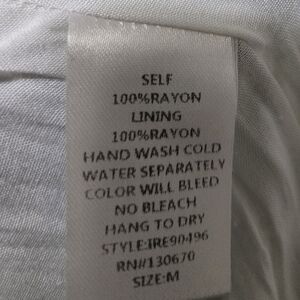 SELF
100%RAYON
LINING
100%RAYON
HAND WASH COLD
WATER SEPARATELY
COLOR WILL BLEED
NO BLEACH
HANG TO DRY
STYLE:IRE90496
RN#130670
SIZE:M